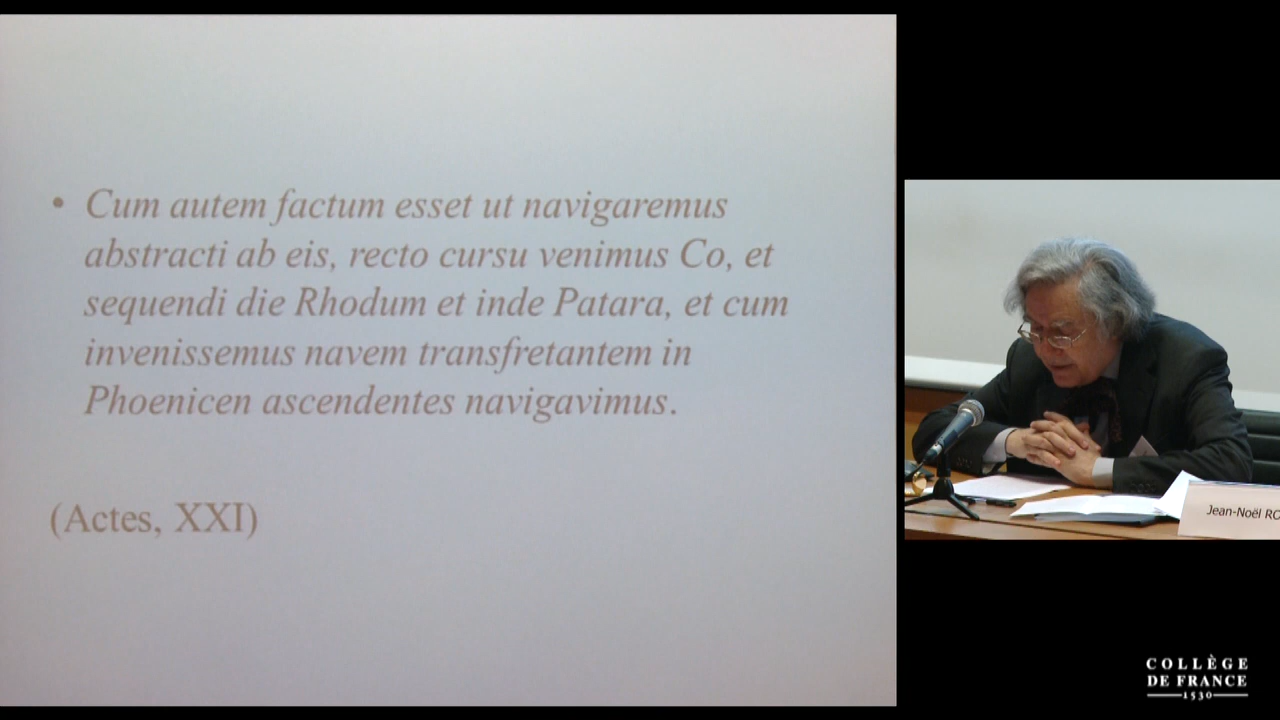 • Cum autem factum esset ut navigaremus
abstracti ab eis, recto cursu venimus Co, et
sequendi die Rhodum et inde Patara, et cum
invenissemus navem transfretantem in
Phoenicen ascendentes navigavimus.
(Actes, XXI)
Jean-Noël RO
COLLÈGE
DE FRANCE
1530